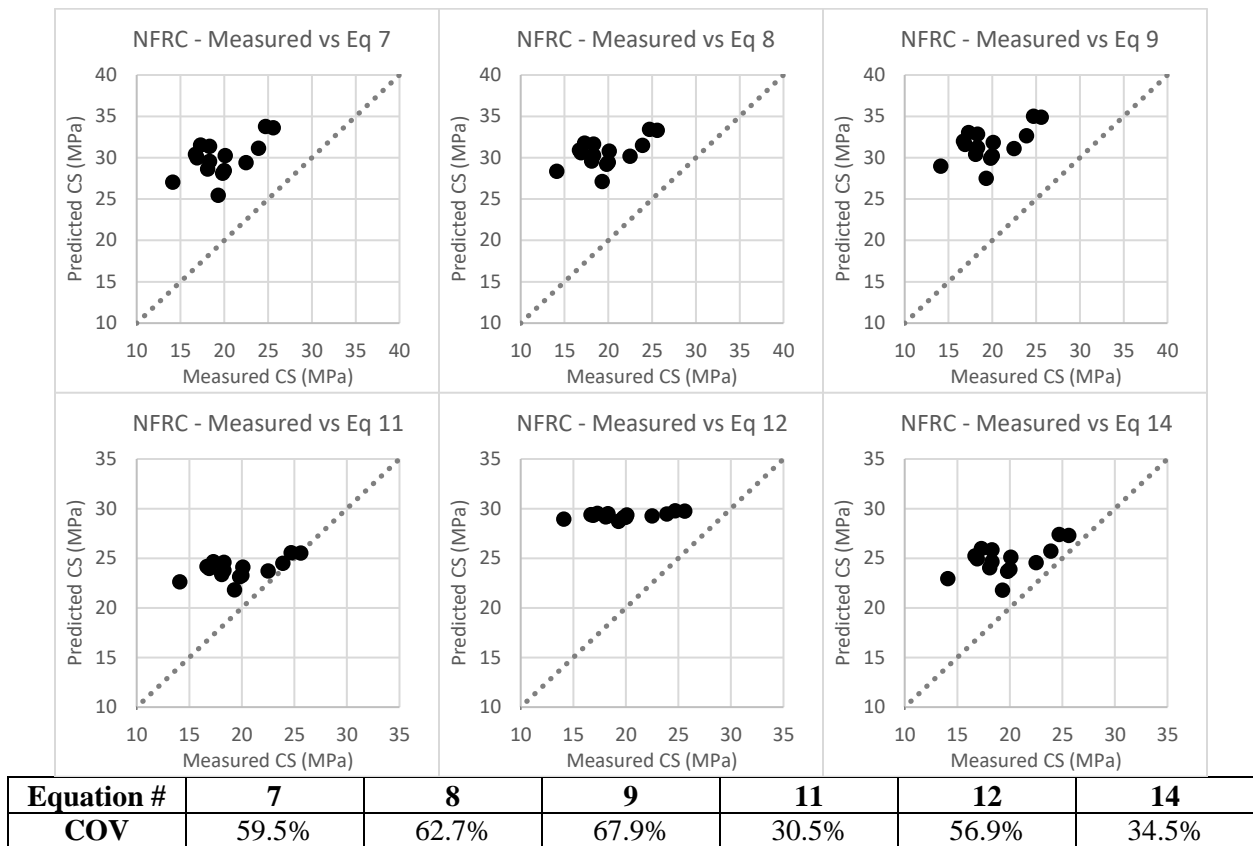 NFRC - Measured vs Eq 7
40
35
30
25
20
15
10
Predicted CS (MPa)
10 15 20 25 30 35 40
Measured CS (MPa)
NFRC - Measured vs Eq 8
40
35
30
25
20
15
10
Predicted CS (MPa)
10 15 20 25 30 35 40
Measured CS (MPa)
NFRC - Measured vs Eq 9
40
35
30
25
20
15
10
Predicted CS (MPa)
10 15 20 25 30 35 40
Measured CS (MPa)
NFRC - Measured vs Eq 11
35
30
25
20
15
10
Predicted CS (MPa)
10 15 20 25 30 35
Measured CS (MPa)
NFRC - Measured vs Eq 12
35
30
25
20
15
10
Predicted CS (MPa)
10 15 20 25 30 35
Measured CS (MPa)
NFRC - Measured vs Eq 14
35
30
25
20
15
10
Predicted CS (MPa)
10 15 20 25 30 35
Measured CS (MPa)
Equation # 7 8 9 11 12 14
COV 59.5% 62.7% 67.9% 30.5% 56.9% 34.5%